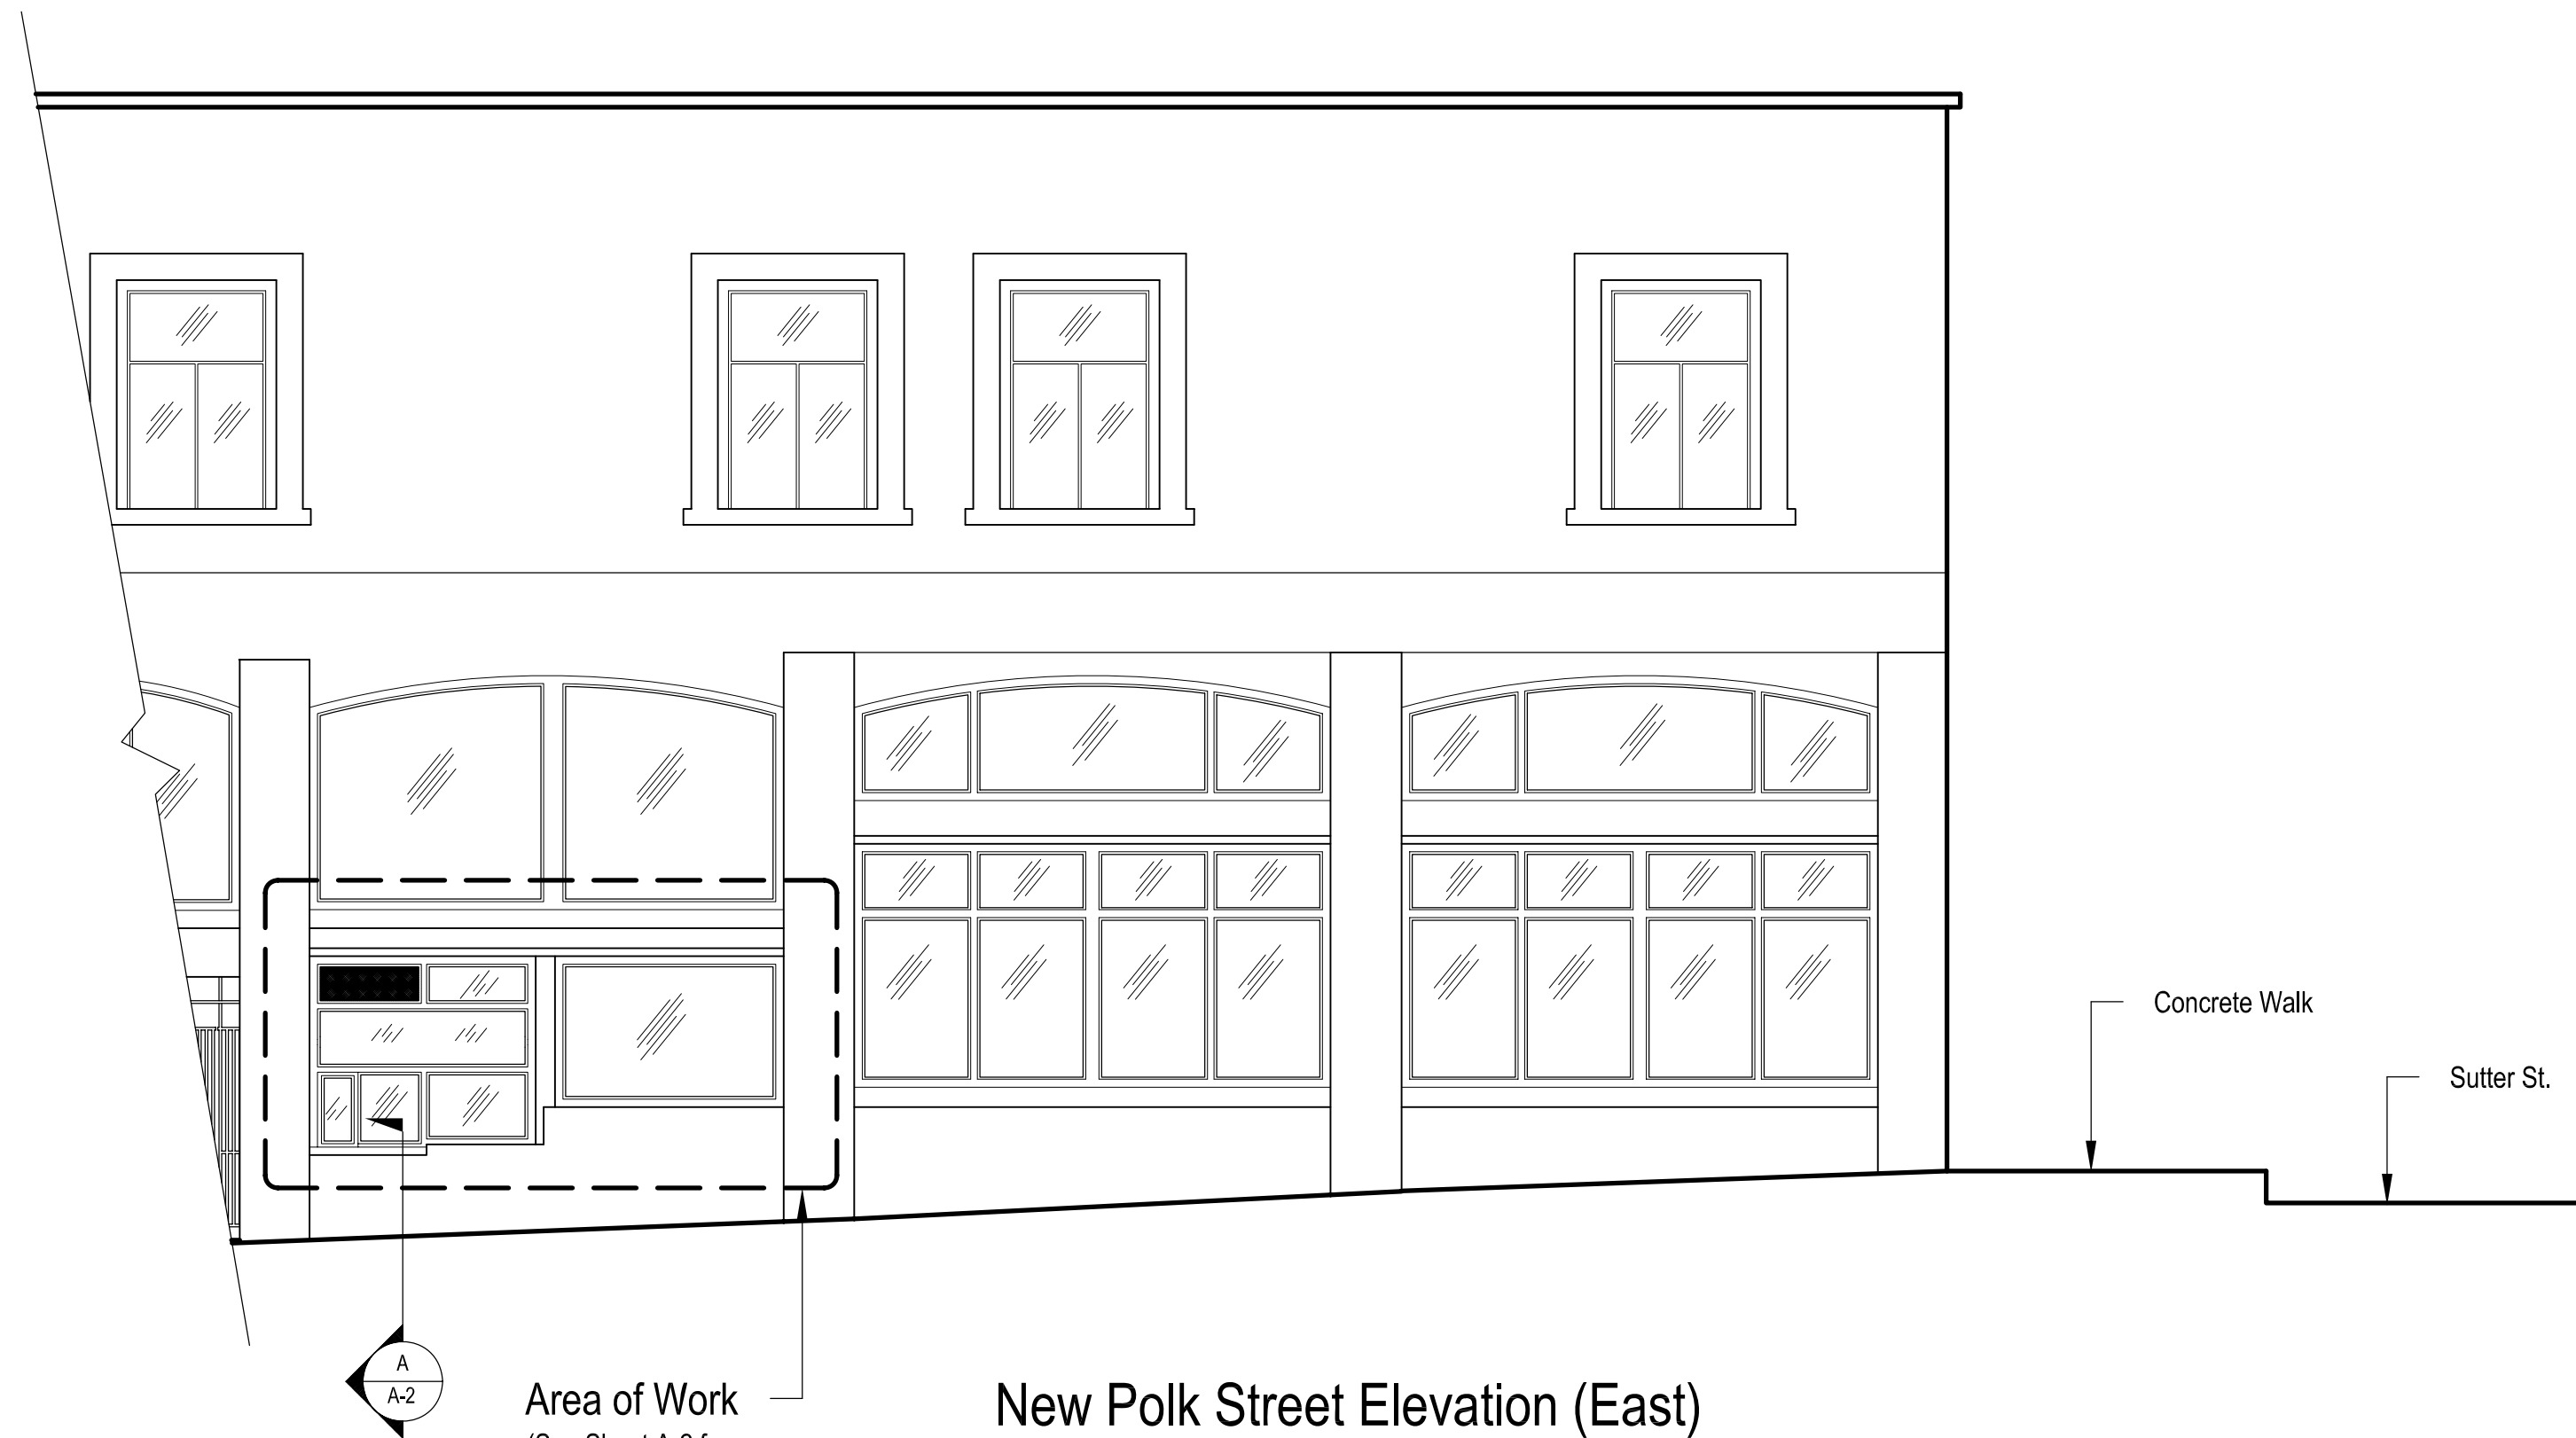 Concrete Walk
Sutter St.
A
A-2
Area of Work
New Polk Street Elevation (East)